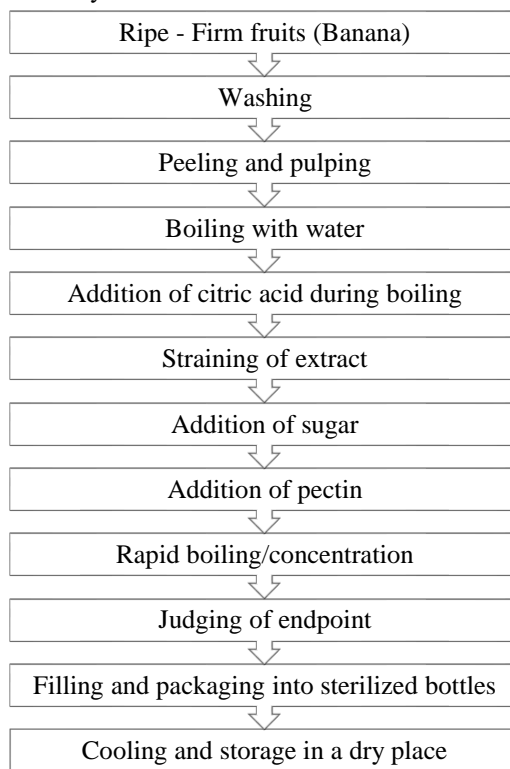 Ripe - Firm fruits (Banana)
Washing
Peeling and pulping
Boiling with water
Addition of citric acid during boiling
Straining of extract
Addition of sugar
Addition of pectin
Rapid boiling/concentration
Judging of endpoint
Filling and packaging into sterilized bottles
Cooling and storage in a dry place